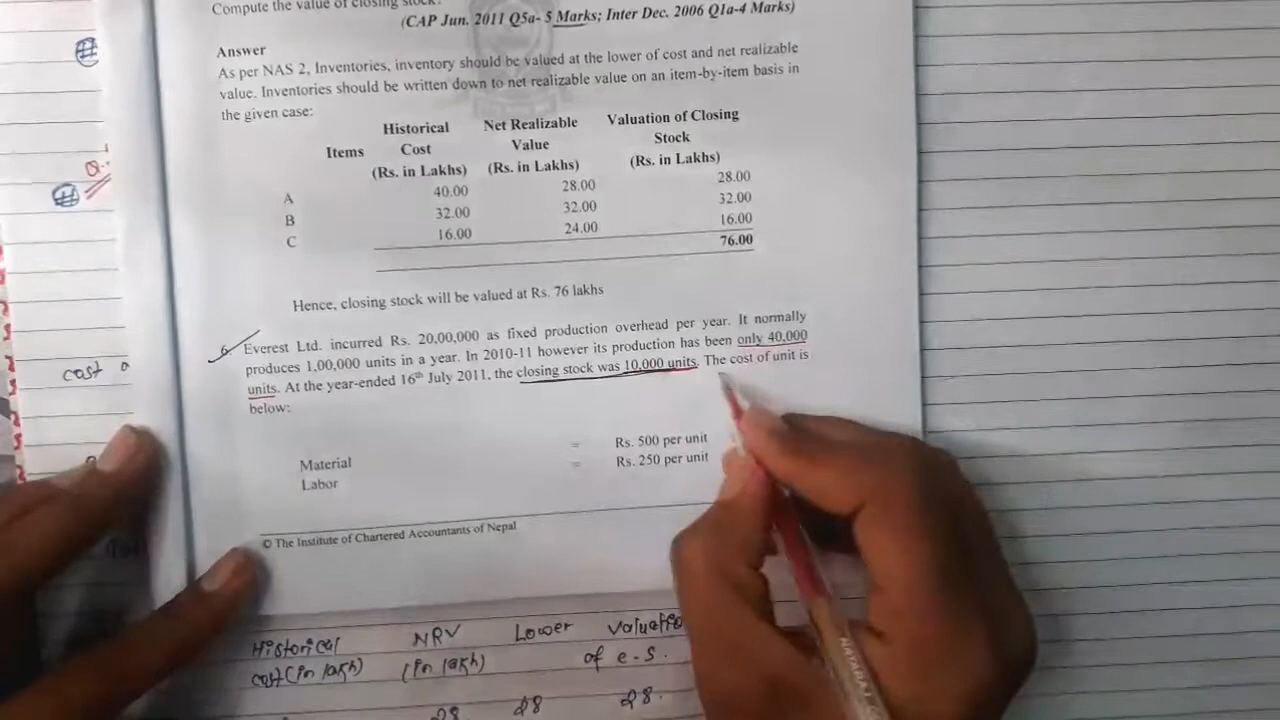 Compute the value of closing stock.
(CAP Jun. 2011 Q5a- 5 Marks; Inter Dec. 2006 Q1a-4 Marks)
Answer
As per NAS 2, Inventories, inventory should be valued at the lower of cost and net realizable
value. Inventories should be written down to net realizable value on an item-by-item basis in
the given case:
Items Historical Cost (Rs. in Lakhs) Net Realizable Value (Rs. in Lakhs) Valuation of Closing Stock (Rs. in Lakhs)
A 40.00 28.00 28.00
B 32.00 32.00 32.00
C 16.00 24.00 16.00
76.00
Hence, closing stock will be valued at Rs. 76 lakhs
6. Everest Ltd. incurred Rs. 20,00,000 as fixed production overhead per year. It normally
produces 1,00,000 units in a year. In 2010-11 however its production has been only 40,000
units. At the year-ended 16th July 2011, the closing stock was 10,000 units. The cost of unit is
below:
Material = Rs. 500 per unit
Labor = Rs. 250 per unit
© The Institute of Chartered Accountants of Nepal
cost
Historical NRV Lower
cost (in lakh) (in lakh) of e-s.
28 28 28.